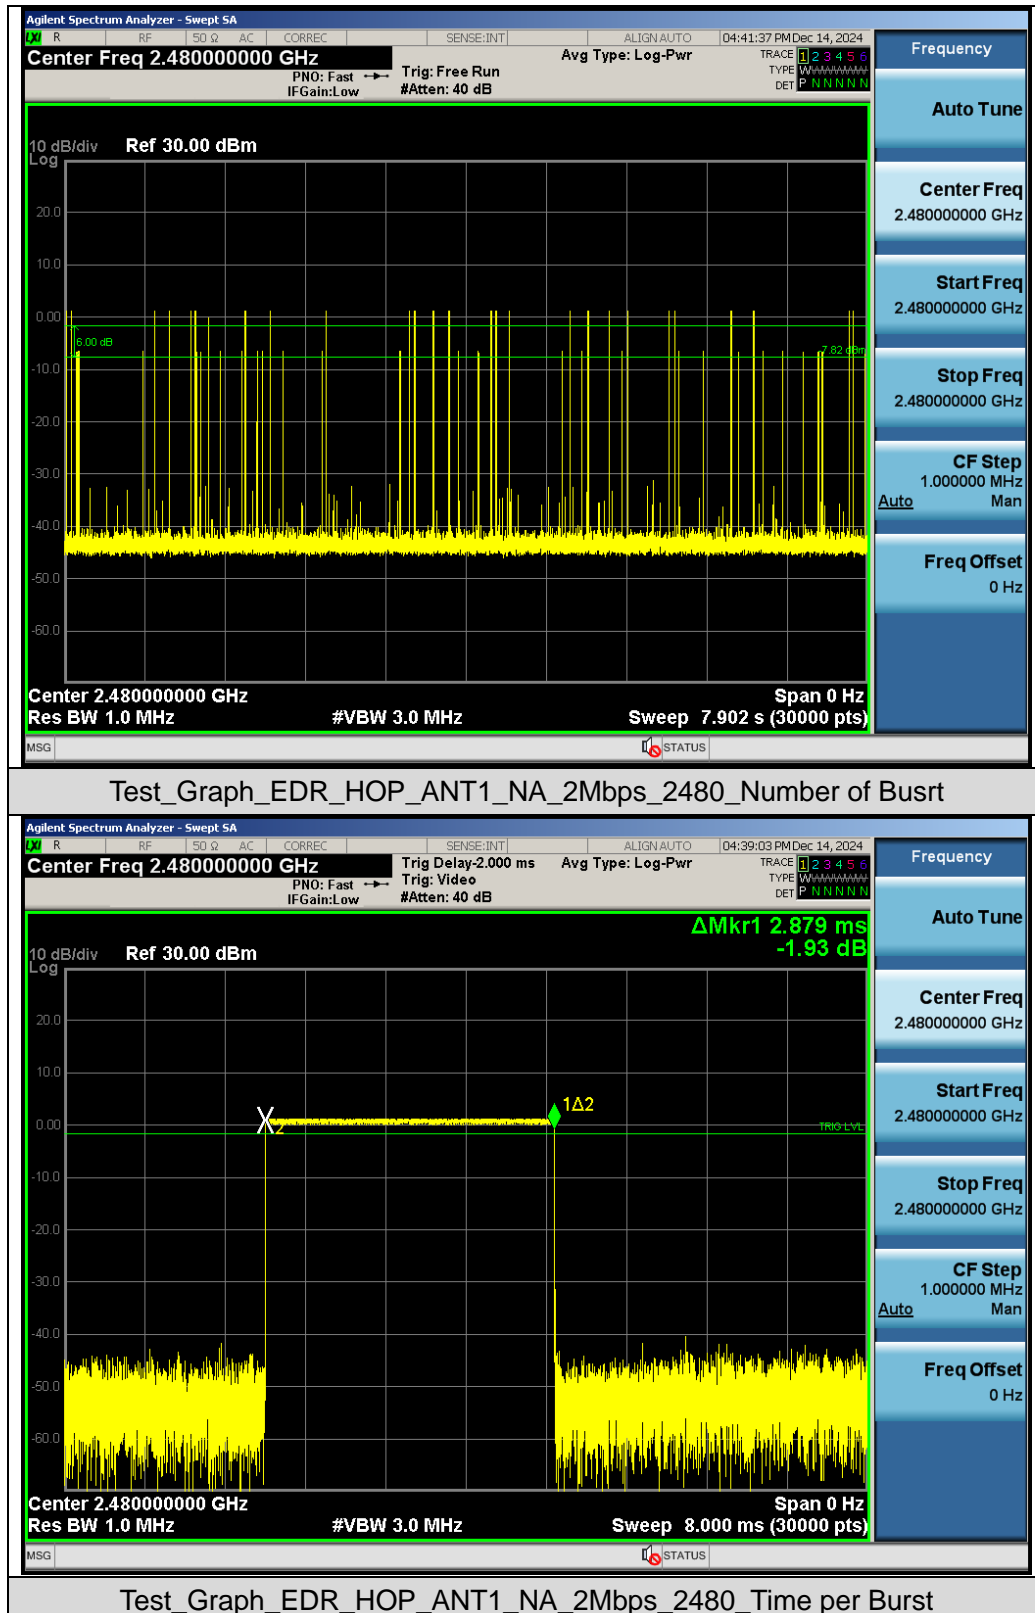 Agilent Spectrum Analyzer - Swept SA
LXI R RF 50 Ω AC CORREC SENSE:INT ALIGN AUTO 04:41:37 PM Dec 14, 2024
Center Freq 2.480000000 GHz
PNO: Fast
IFGain:Low
Trig: Free Run
#Atten: 40 dB
Avg Type: Log-Pwr
TRACE 1 2 3 4 5 6
TYPE
DET P N N N N N
Frequency
Auto Tune
Center Freq
2.480000000 GHz
Start Freq
2.480000000 GHz
Stop Freq
2.480000000 GHz
CF Step
1.000000 MHz
Auto Man
Freq Offset
0 Hz
10 dB/div Ref 30.00 dBm
Log
20.0
10.0
0.00
6.00 dB
-7.82 dBm
-10.0
-20.0
-30.0
-40.0
-50.0
-60.0
Center 2.480000000 GHz Span 0 Hz
Res BW 1.0 MHz #VBW 3.0 MHz Sweep 7.902 s (30000 pts)
MSG STATUS
Test_Graph_EDR_HOP_ANT1_NA_2Mbps_2480_Number of Busrt
Agilent Spectrum Analyzer - Swept SA
LXI R RF 50 Ω AC CORREC SENSE:INT ALIGN AUTO 04:39:03 PM Dec 14, 2024
Center Freq 2.480000000 GHz
PNO: Fast
IFGain:Low
Trig Delay-2.000 ms
Trig: Video
#Atten: 40 dB
Avg Type: Log-Pwr
TRACE 1 2 3 4 5 6
TYPE
DET P N N N N N
Frequency
Auto Tune
Center Freq
2.480000000 GHz
Start Freq
2.480000000 GHz
Stop Freq
2.480000000 GHz
CF Step
1.000000 MHz
Auto Man
Freq Offset
0 Hz
ΔMkr1 2.879 ms
-1.93 dB
10 dB/div Ref 30.00 dBm
Log
20.0
10.0
1Δ2
0.00
2
TRIG LVL
-10.0
-20.0
-30.0
-40.0
-50.0
-60.0
Center 2.480000000 GHz Span 0 Hz
Res BW 1.0 MHz #VBW 3.0 MHz Sweep 8.000 ms (30000 pts)
MSG STATUS
Test_Graph_EDR_HOP_ANT1_NA_2Mbps_2480_Time per Burst